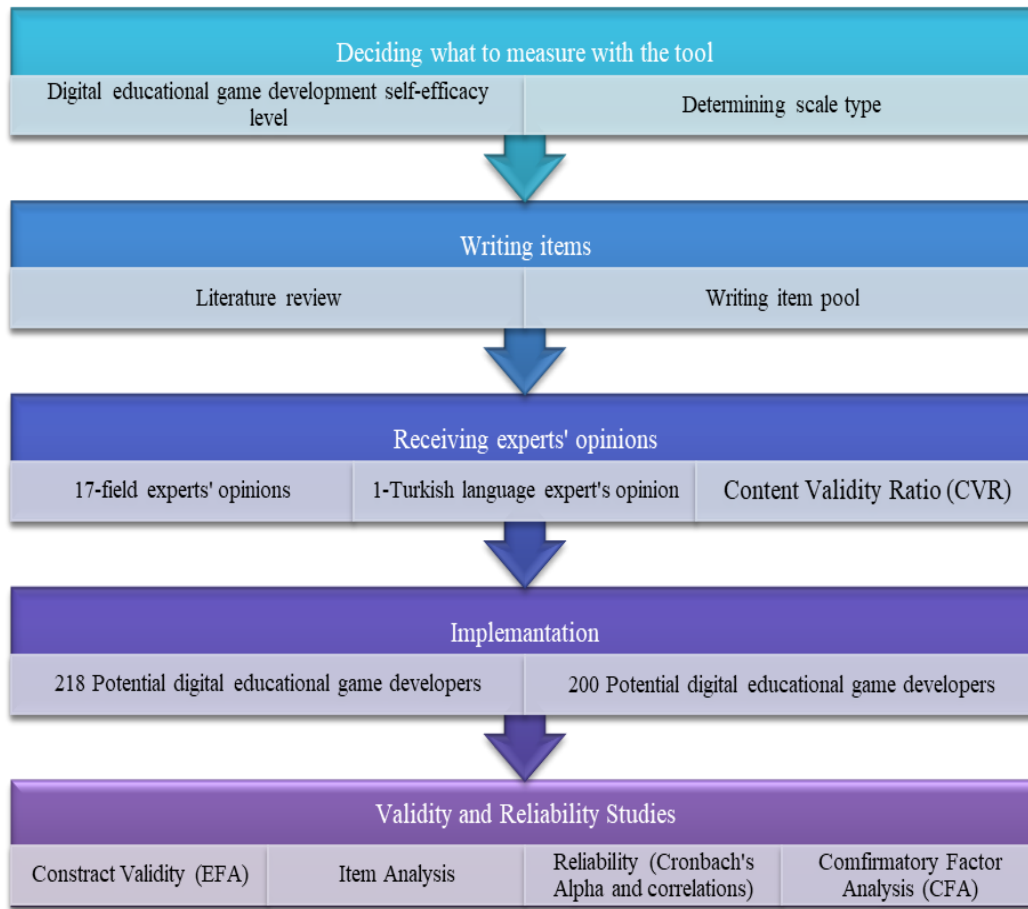 Deciding what to measure with the tool
Digital educational game development self-efficacy
level
Determining scale type
Writing items
Literature review
Writing item pool
Receiving experts' opinions
17-field experts' opinions
1-Turkish language expert's opinion
Content Validity Ratio (CVR)
Implemantation
218 Potential digital educational game developers
200 Potential digital educational game developers
Validity and Reliability Studies
Constract Validity (EFA)
Item Analysis
Reliability (Cronbach's
Alpha and correlations)
Comfirmatory Factor
Analysis (CFA)